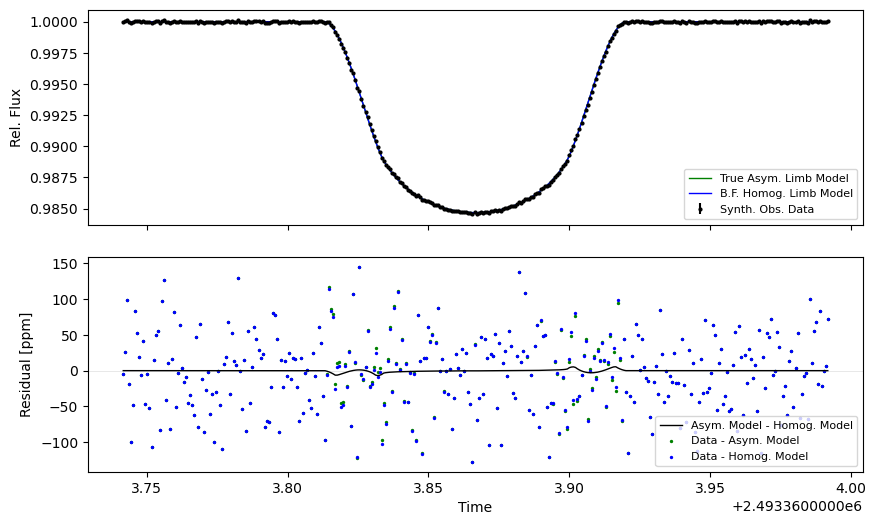 1.0000
0.9975
0.9950
0.9925
0.9900
0.9875
0.9850
Rel. Flux
True Asym. Limb Model
B.F. Homog. Limb Model
Synth. Obs. Data
150
100
50
0
−50
−100
Residual [ppm]
Asym. Model - Homog. Model
Data - Asym. Model
Data - Homog. Model
3.75
3.80
3.85
3.90
3.95
4.00
Time
+2.4933600000e6